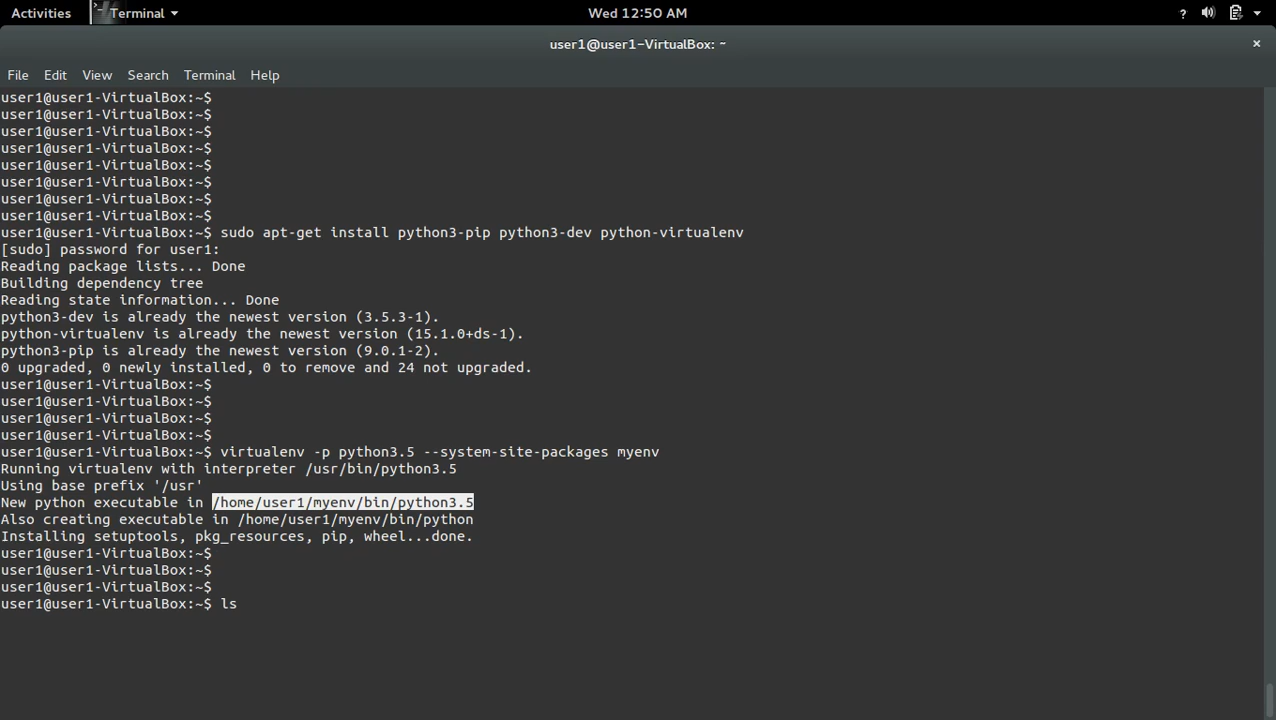 Activities
Terminal
Wed 12:50 AM
?
user1@user1-VirtualBox: ~
×
File Edit View Search Terminal Help
user1@user1-VirtualBox:~$
user1@user1-VirtualBox:~$
user1@user1-VirtualBox:~$
user1@user1-VirtualBox:~$
user1@user1-VirtualBox:~$
user1@user1-VirtualBox:~$
user1@user1-VirtualBox:~$
user1@user1-VirtualBox:~$
user1@user1-VirtualBox:~$ sudo apt-get install python3-pip python3-dev python-virtualenv
[sudo] password for user1:
Reading package lists... Done
Building dependency tree
Reading state information... Done
python3-dev is already the newest version (3.5.3-1).
python-virtualenv is already the newest version (15.1.0+ds-1).
python3-pip is already the newest version (9.0.1-2).
0 upgraded, 0 newly installed, 0 to remove and 24 not upgraded.
user1@user1-VirtualBox:~$
user1@user1-VirtualBox:~$
user1@user1-VirtualBox:~$
user1@user1-VirtualBox:~$
user1@user1-VirtualBox:~$ virtualenv -p python3.5 --system-site-packages myenv
Running virtualenv with interpreter /usr/bin/python3.5
Using base prefix '/usr'
New python executable in /home/user1/myenv/bin/python3.5
Also creating executable in /home/user1/myenv/bin/python
Installing setuptools, pkg_resources, pip, wheel...done.
user1@user1-VirtualBox:~$
user1@user1-VirtualBox:~$
user1@user1-VirtualBox:~$
user1@user1-VirtualBox:~$ ls